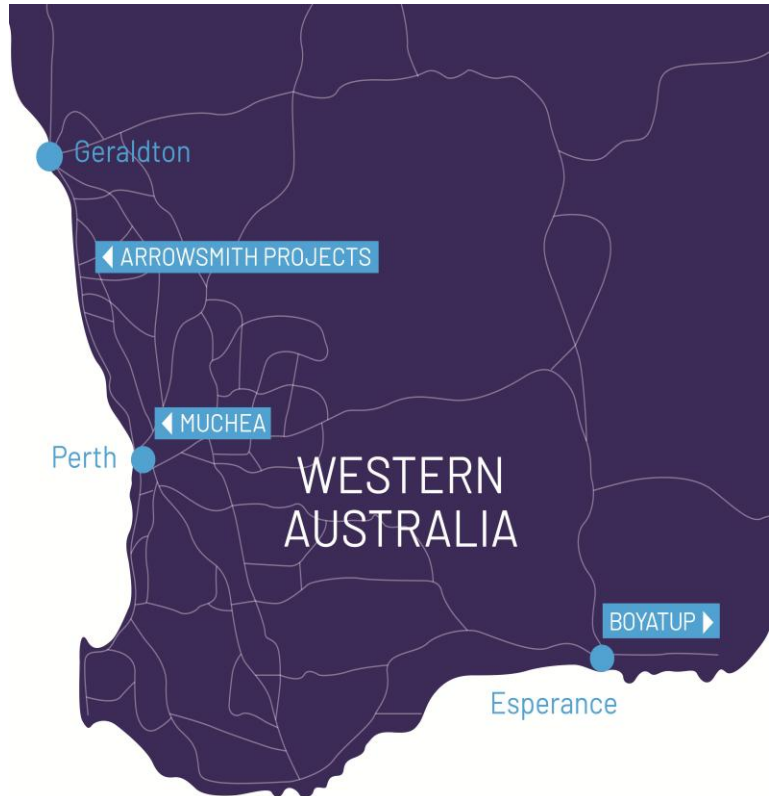 Geraldton
ARROWSMITH PROJECTS
MUCHEA
Perth
WESTERN
AUSTRALIA
BOYATUP
Esperance